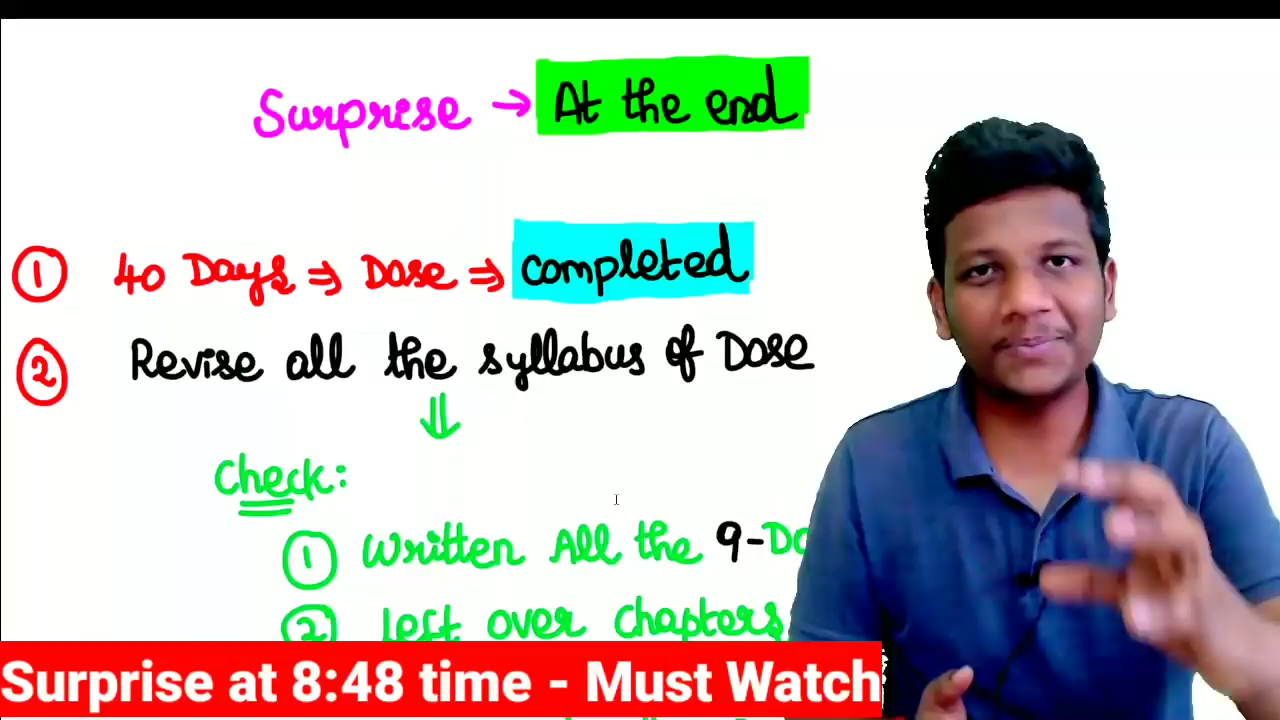 Surprise → At the end
① 40 Days ⇒ Dose ⇒ completed
② Revise all the syllabus of Dose
⇓
Check:
① Written All the 9-Do
② Left over chapters
Surprise at 8:48 time - Must Watch